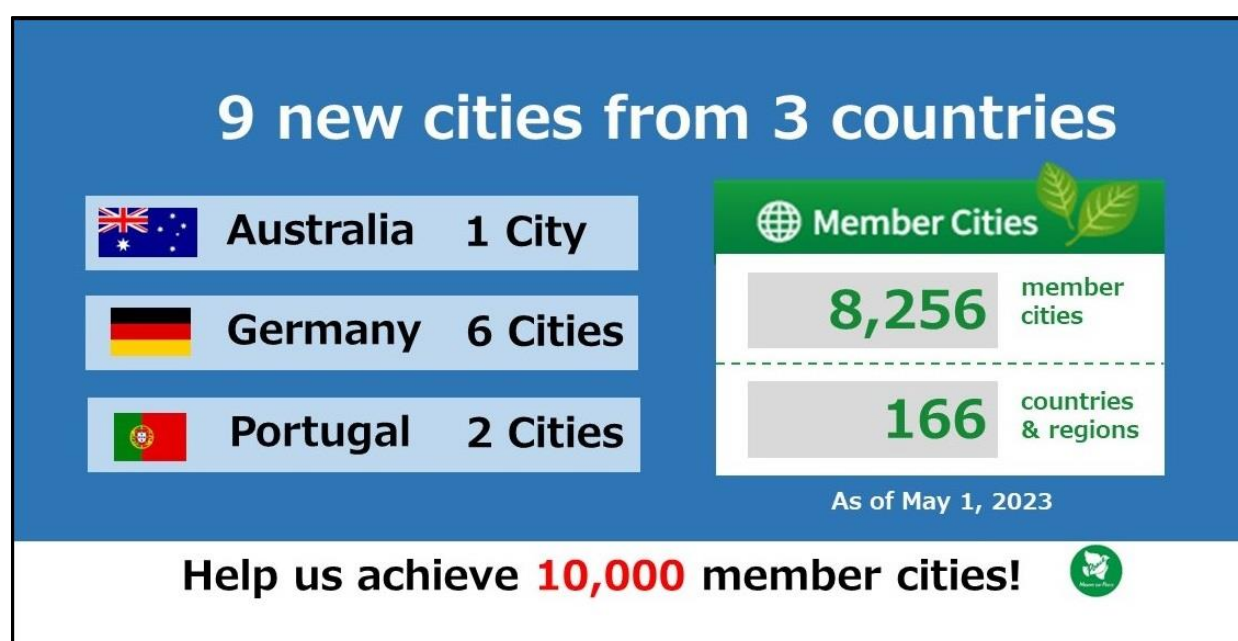 9 new cities from 3 countries
Australia 1 City
Germany 6 Cities
Portugal 2 Cities
Member Cities
8,256 member
cities
166 countries
& regions
As of May 1, 2023
Help us achieve 10,000 member cities!